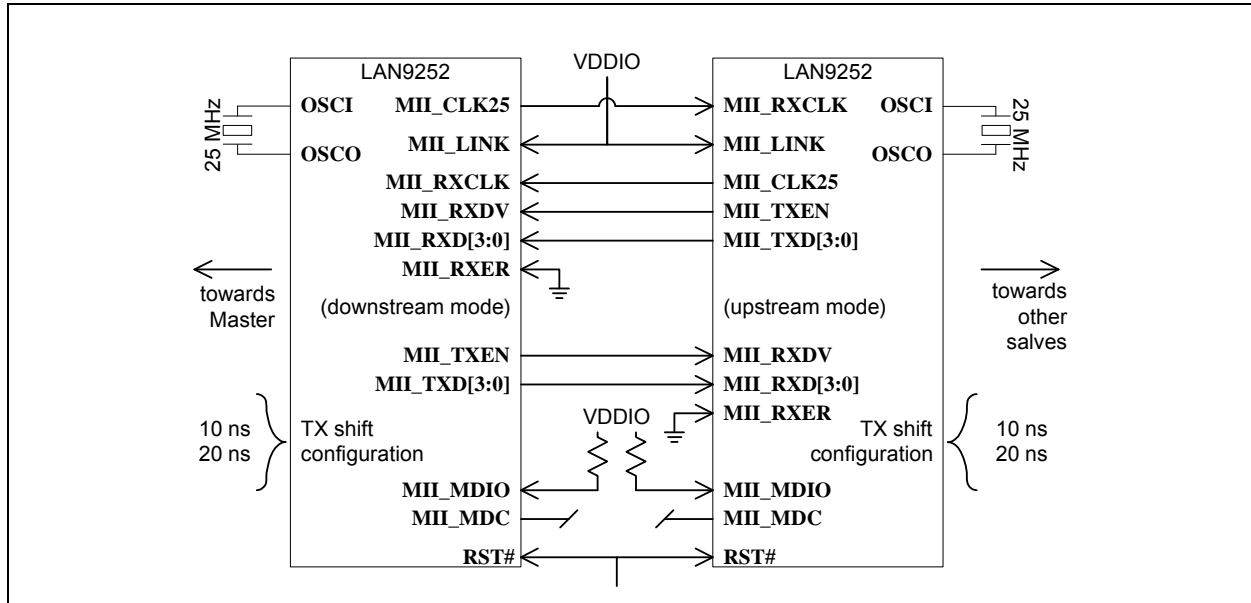 VDDIO
LAN9252
OSCI
OSCO
25 MHz
MII_CLK25
MII_LINK
MII_RXCLK
MII_RXDV
MII_RXD[3:0]
MII_RXER
(downstream mode)
MII_TXEN
MII_TXD[3:0]
TX shift
configuration
10 ns
20 ns
MII_MDIO
MII_MDC
RST#
towards
Master
VDDIO
LAN9252
MII_RXCLK
OSCI
MII_LINK
OSCO
25 MHz
MII_CLK25
MII_TXEN
MII_TXD[3:0]
(upstream mode)
MII_RXDV
MII_RXD[3:0]
MII_RXER
TX shift
configuration
10 ns
20 ns
MII_MDIO
MII_MDC
RST#
towards
other
salves